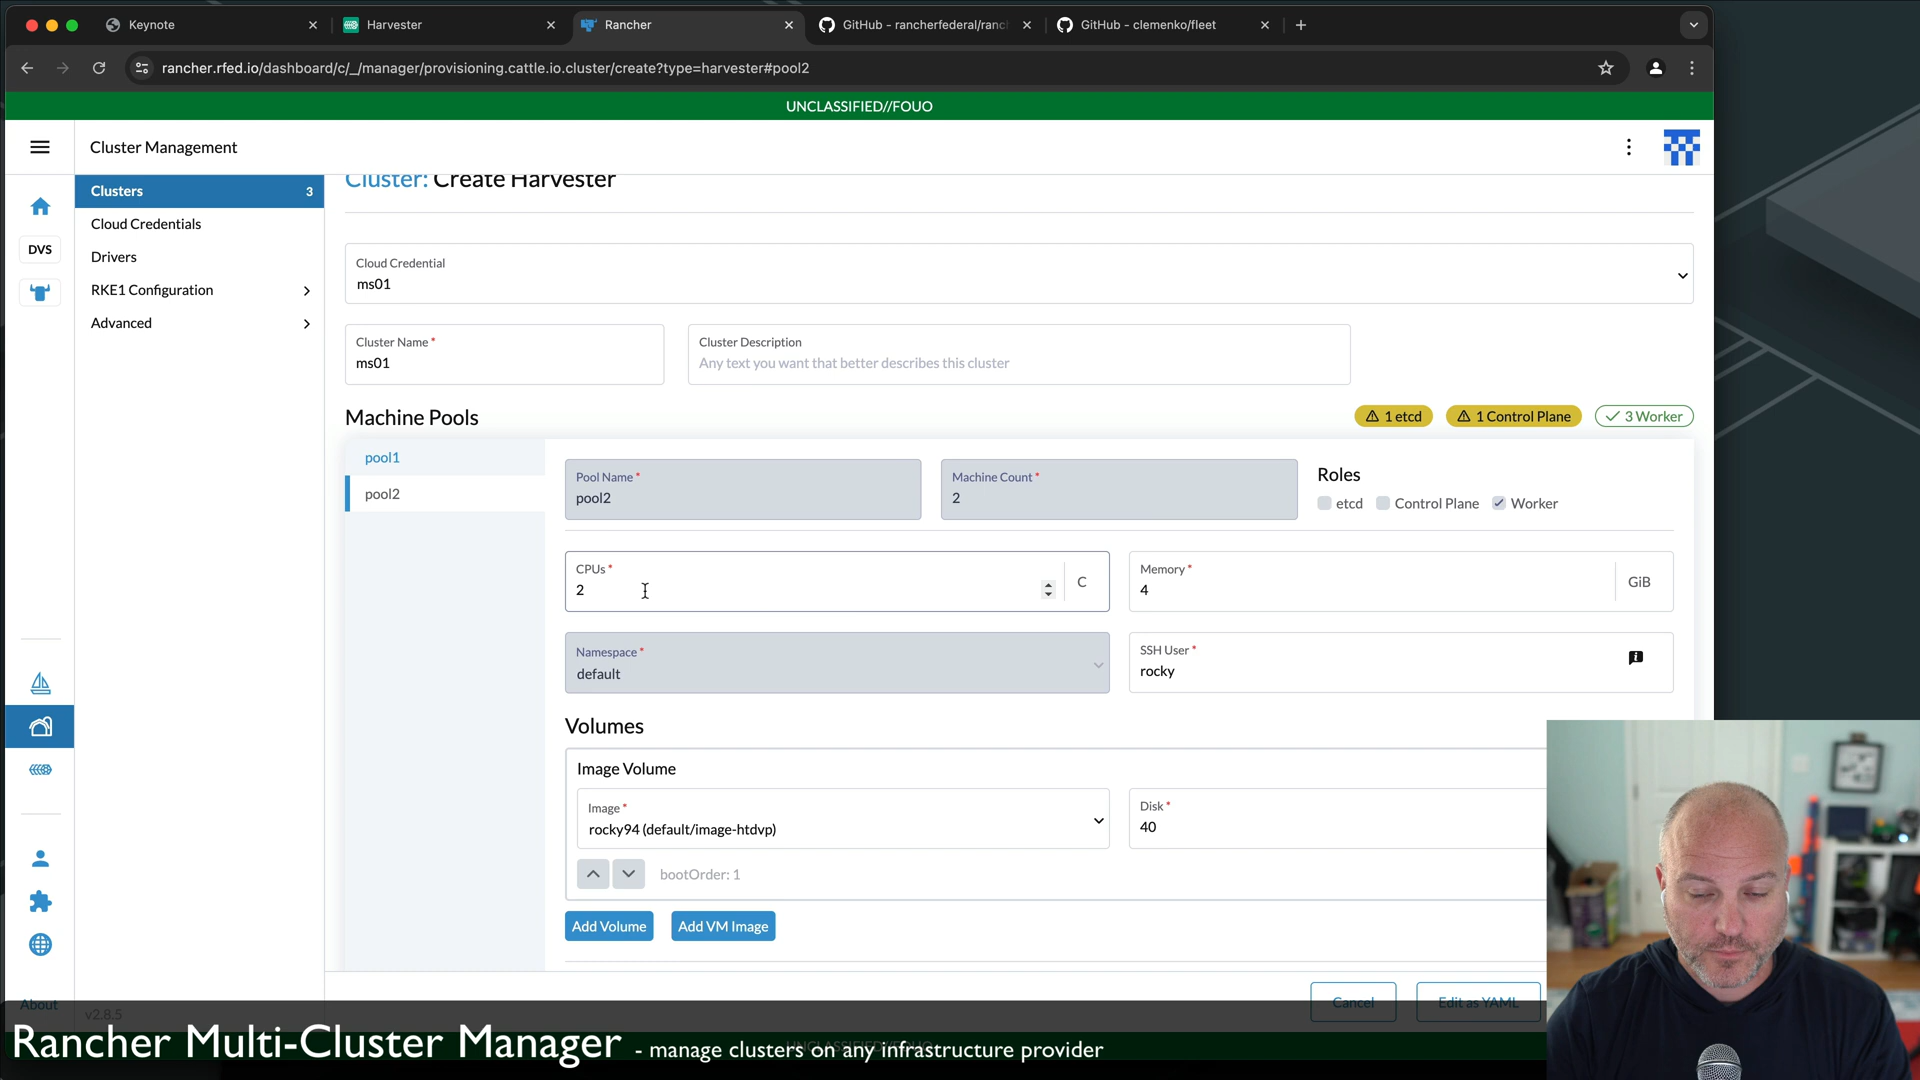 Keynote
Harvester
Rancher
GitHub - rancherfederal/ranc
GitHub - clemenko/fleet
rancher.rfed.io/dashboard/c/_/manager/provisioning.cattle.io.cluster/create?type=harvester#pool2
UNCLASSIFIED//FOUO
Cluster Management
DVS
Clusters 3
Cloud Credentials
Drivers
RKE1 Configuration
Advanced
Cluster: Create Harvester
Cloud Credential
ms01
Cluster Name *
ms01
Cluster Description
Any text you want that better describes this cluster
Machine Pools
1 etcd
1 Control Plane
3 Worker
pool1
pool2
Pool Name *
pool2
Machine Count *
2
Roles
etcd
Control Plane
Worker
CPUs *
2
C
Memory *
4
GiB
Namespace *
default
SSH User *
rocky
Volumes
Image Volume
Image *
rocky94 (default/image-htdvp)
Disk *
40
bootOrder: 1
Add Volume
Add VM Image
Cancel
Edit as YAML
About
v2.8.5
UNCLASSIFIED//FOUO
Rancher Multi-Cluster Manager - manage clusters on any infrastructure provider